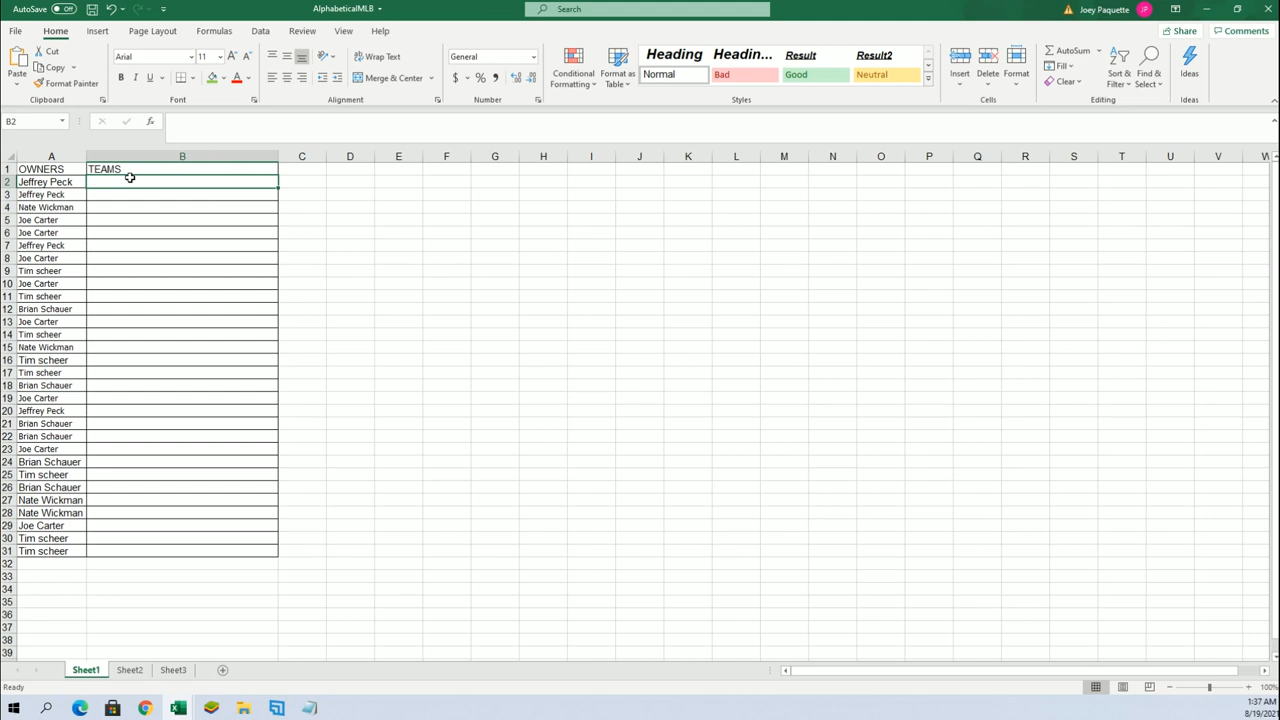 AutoSave Off AlphabeticalMLB Search Joey Paquette JP
File Home Insert Page Layout Formulas Data Review View Help Share Comments
Paste Cut Copy Format Painter Clipboard
Arial 11 A A B I U A Font
Wrap Text Merge & Center Alignment
General $ % Number
Conditional Formatting Format as Table
Heading Headin... Result Result2
Normal Bad Good Neutral
Styles
Insert Delete Format Cells
AutoSum Fill Clear Sort & Filter Find & Select Editing
Ideas Ideas
B2 fx
A B C D E F G H I J K L M N O P Q R S T U V W
1 OWNERS TEAMS
2 Jeffrey Peck
3 Jeffrey Peck
4 Nate Wickman
5 Joe Carter
6 Joe Carter
7 Jeffrey Peck
8 Joe Carter
9 Tim scheer
10 Joe Carter
11 Tim scheer
12 Brian Schauer
13 Joe Carter
14 Tim scheer
15 Nate Wickman
16 Tim scheer
17 Tim scheer
18 Brian Schauer
19 Joe Carter
20 Jeffrey Peck
21 Brian Schauer
22 Brian Schauer
23 Joe Carter
24 Brian Schauer
25 Tim scheer
26 Brian Schauer
27 Nate Wickman
28 Nate Wickman
29 Joe Carter
30 Tim scheer
31 Tim scheer
32
33
34
35
36
37
38
39
Sheet1 Sheet2 Sheet3
Ready 100%
1:37 AM
8/19/2021